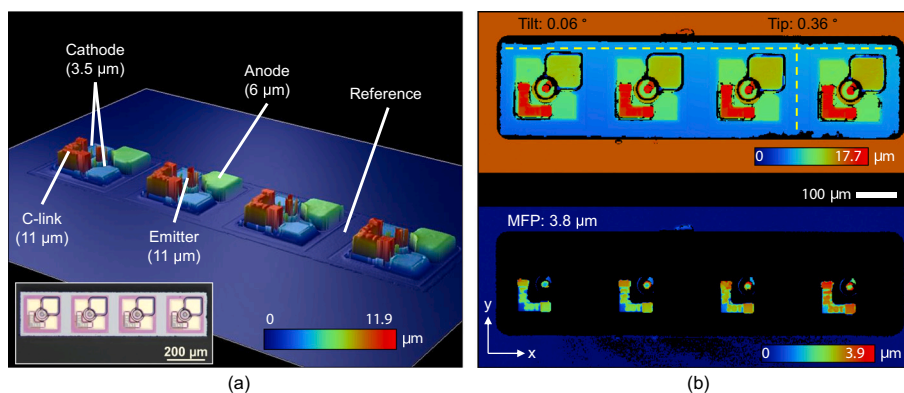 Cathode
(3.5 µm)
Anode
(6 µm)
Reference
C-link
(11 µm)
Emitter
(11 µm)
0 11.9
µm
200 µm
(a)
Tilt: 0.06 ° Tip: 0.36 °
0 17.7 µm
100 µm
MFP: 3.8 µm
y
x
0 3.9 µm
(b)